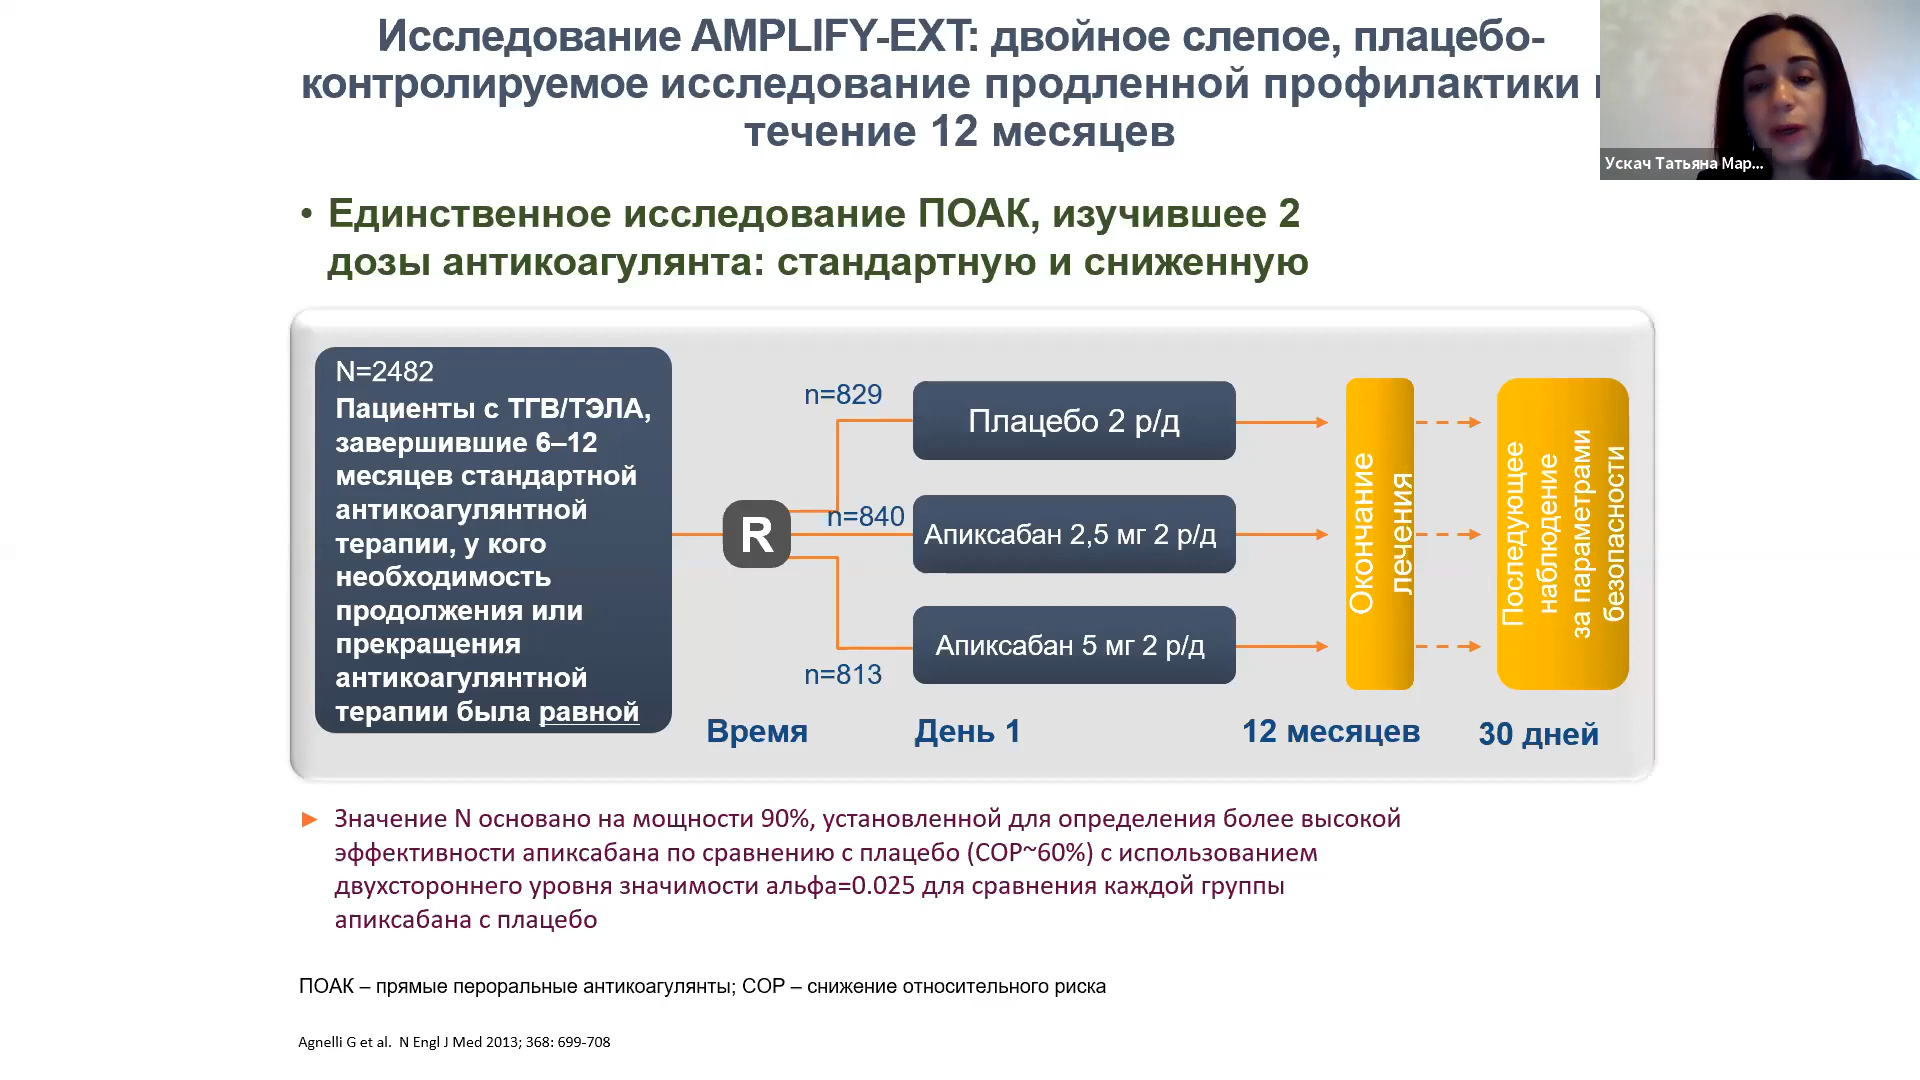 Исследование AMPLIFY-EXT: двойное слепое, плацебо-
контролируемое исследование продленной профилактики
течение 12 месяцев
Ускач Татьяна Мар...
• Единственное исследование ПОАК, изучившее 2
дозы антикоагулянта: стандартную и сниженную
N=2482
Пациенты с ТГВ/ТЭЛА,
завершившие 6–12
месяцев стандартной
антикоагулянтной
терапии, у кого
необходимость
продолжения или
прекращения
антикоагулянтной
терапии была равной
R
n=829
Плацебо 2 р/д
n=840
Апиксабан 2,5 мг 2 р/д
n=813
Апиксабан 5 мг 2 р/д
Окончание
лечения
Последующее
наблюдение
за параметрами
безопасности
Время
День 1
12 месяцев
30 дней
► Значение N основано на мощности 90%, установленной для определения более высокой
эффективности апиксабана по сравнению с плацебо (СОР~60%) с использованием
двухстороннего уровня значимости альфа=0.025 для сравнения каждой группы
апиксабана с плацебо
ПОАК – прямые пероральные антикоагулянты; СОР – снижение относительного риска
Agnelli G et al. N Engl J Med 2013; 368: 699-708